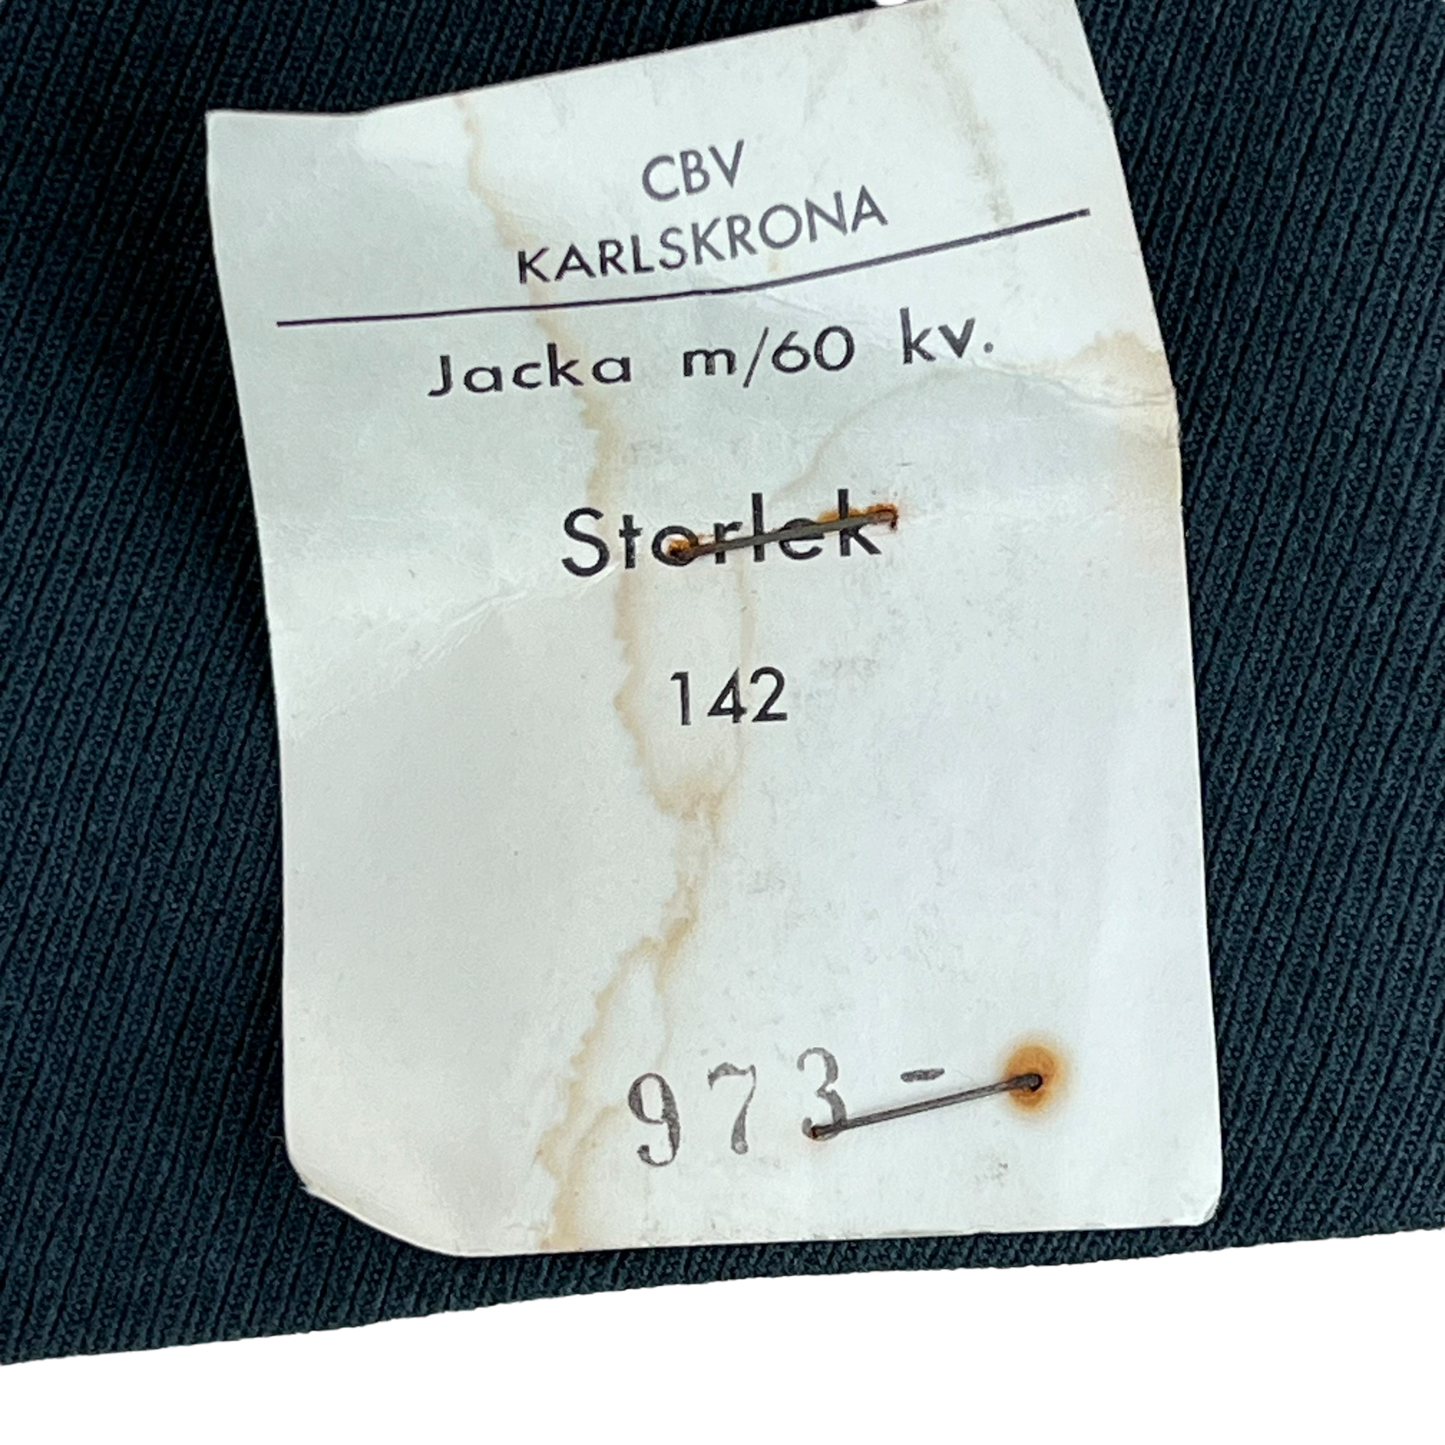 CBV
KARLSKRONA
Jacka m/60 kv.
Storlek
142
973-